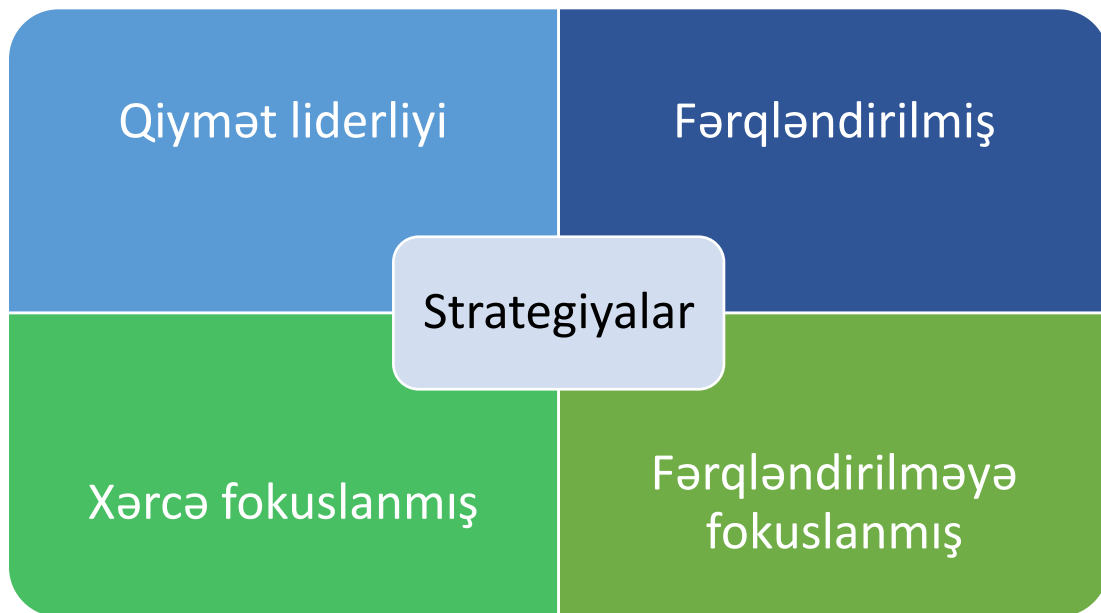 Qiymət liderliyi
Fərqləndirilmiş
Strategiyalar
Xərcə fokuslanmış
Fərqləndirilməyə
fokuslanmış